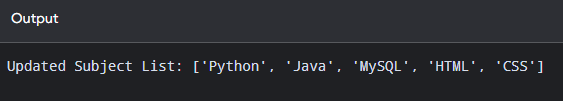 Output
Updated Subject List: ['Python', 'Java', 'MySQL', 'HTML', 'CSS']